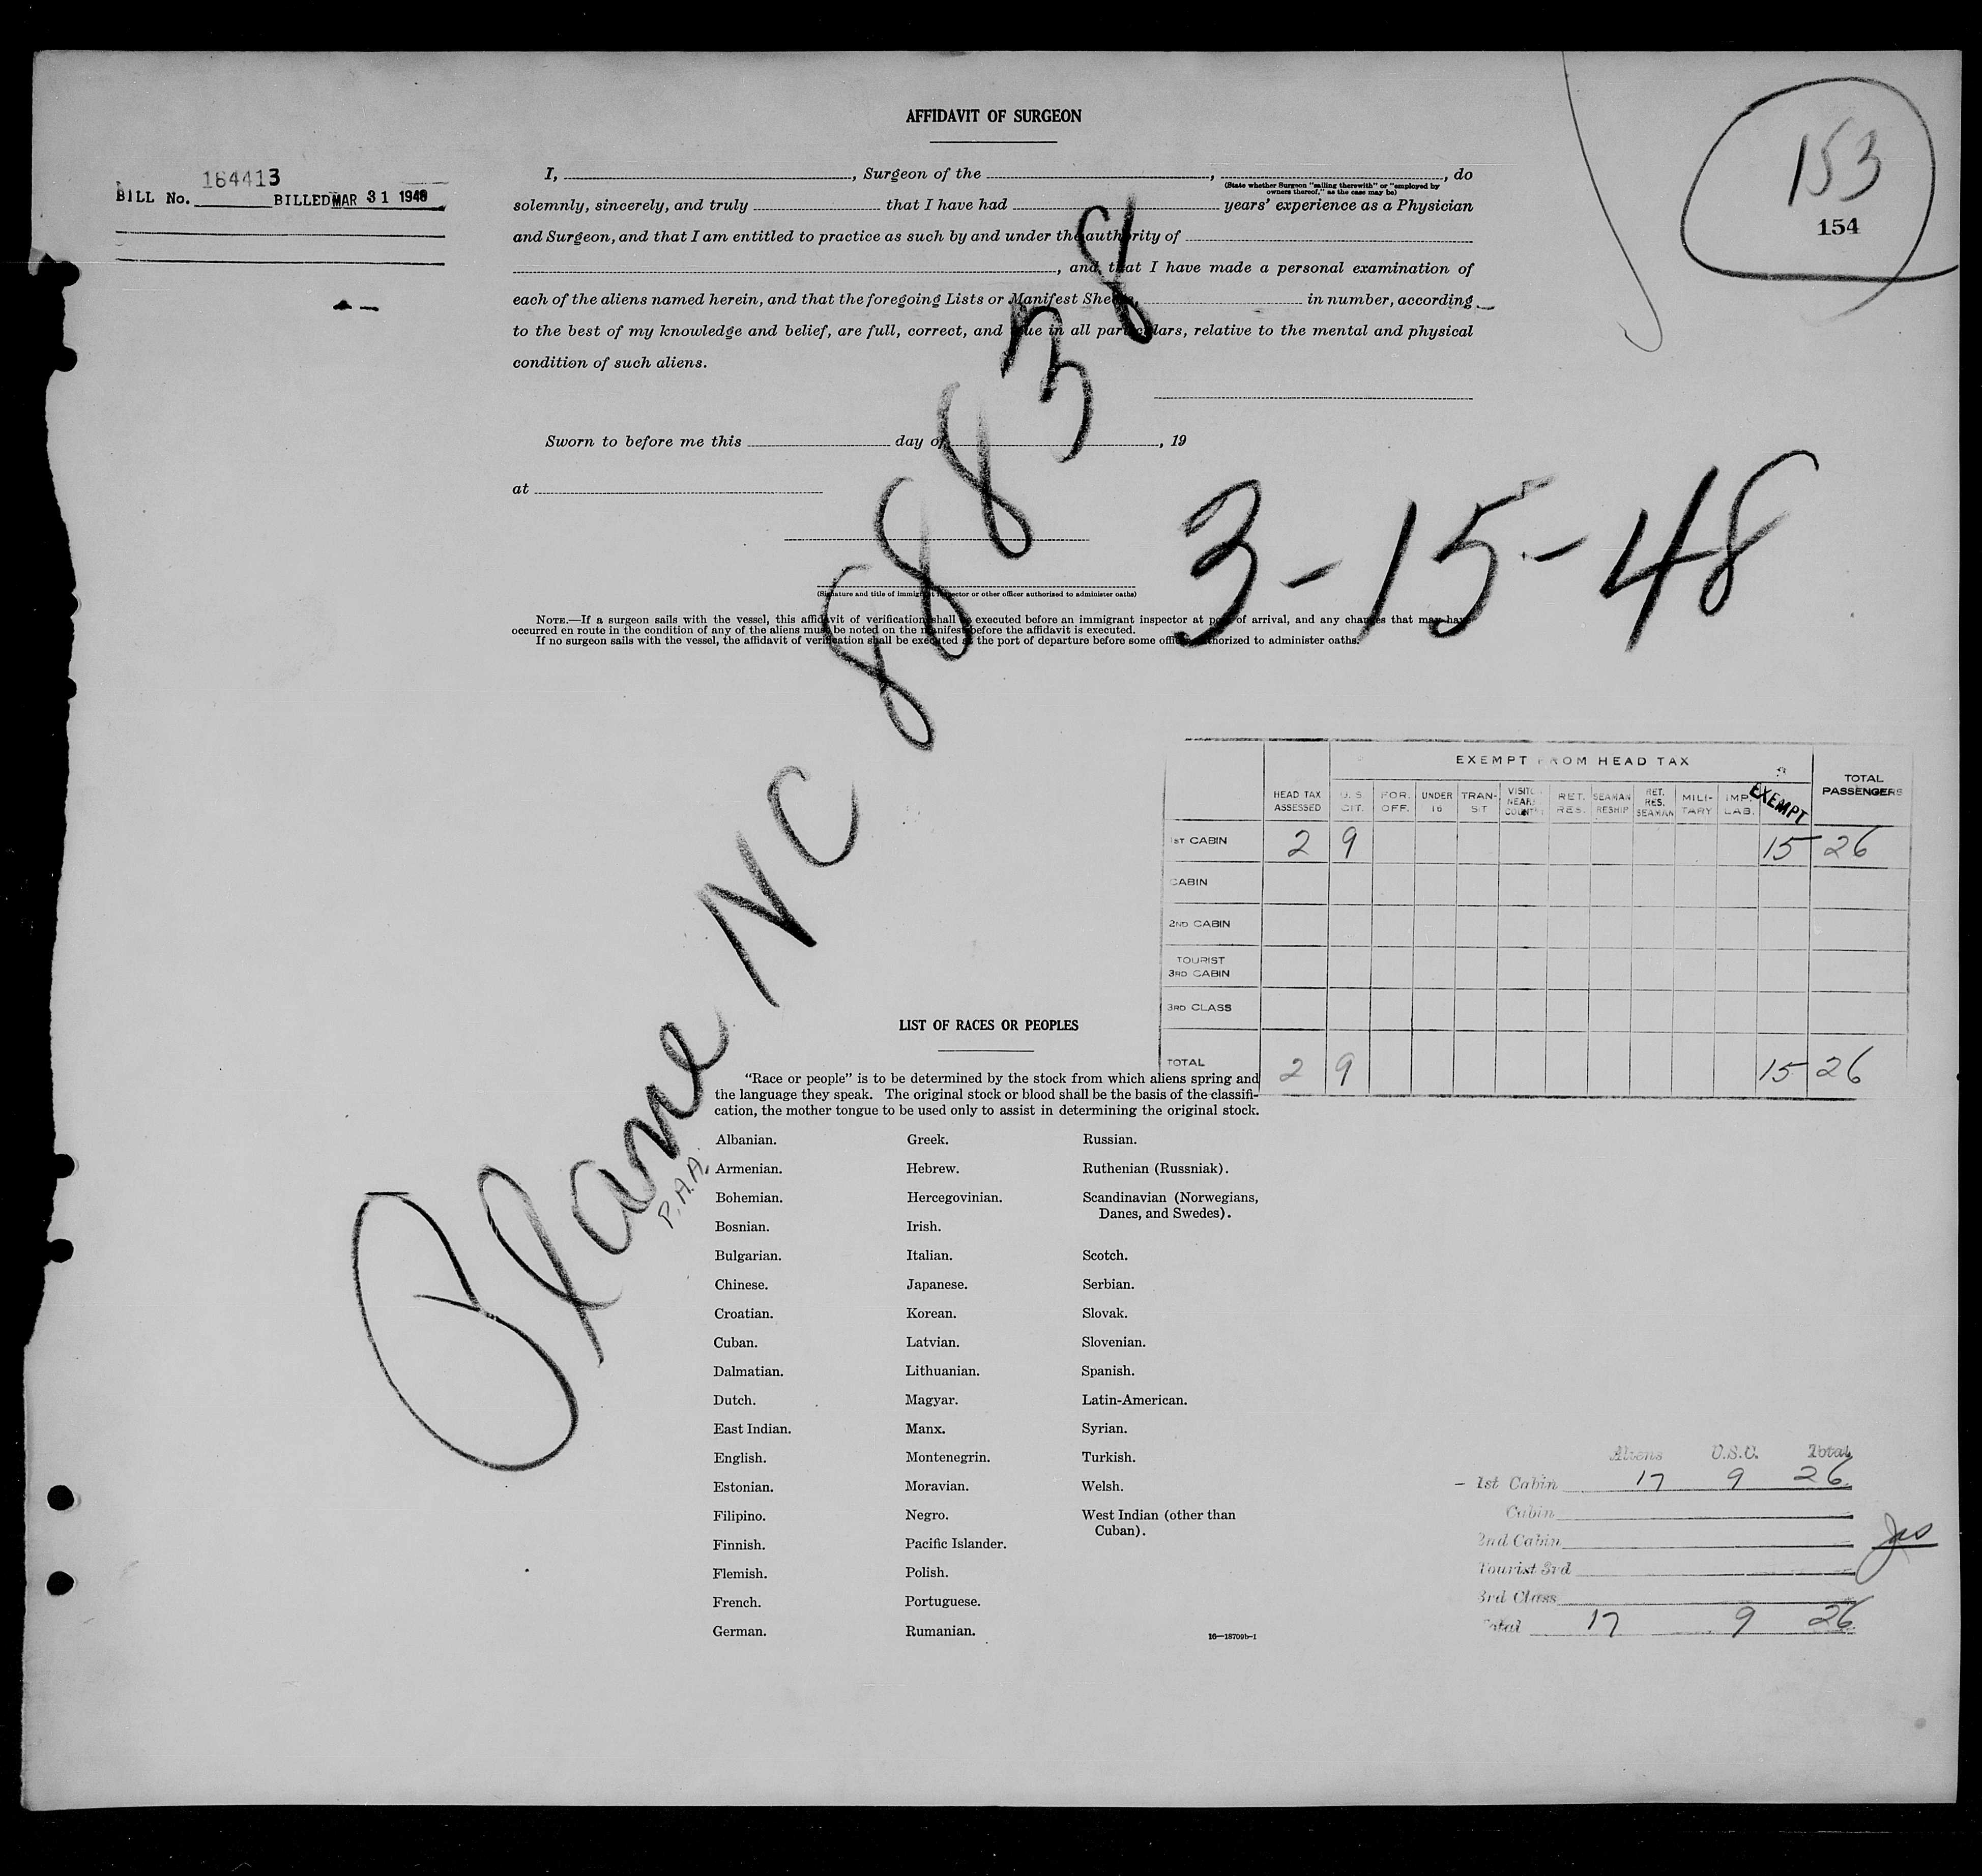 AFFIDAVIT OF SURGEON
153
154
BILL No. 164413 BILLED MAR 31 1948
I, , Surgeon of the , , do
(State whether Surgeon "sailing therewith" or "employed by
owners thereof," as the case may be)
solemnly, sincerely, and truly that I have had years' experience as a Physician
and Surgeon, and that I am entitled to practice as such by and under the authority of
, and that I have made a personal examination of
each of the aliens named herein, and that the foregoing Lists or Manifest Sheets, in number, according
to the best of my knowledge and belief, are full, correct, and true in all particulars, relative to the mental and physical
condition of such aliens.
Sworn to before me this day of , 19
at
3-15-48
(Signature and title of immigrant inspector or other officer authorized to administer oaths)
NOTE.—If a surgeon sails with the vessel, this affidavit of verification shall be executed before an immigrant inspector at port of arrival, and any changes that may have
occurred en route in the condition of any of the aliens must be noted on the manifest before the affidavit is executed.
If no surgeon sails with the vessel, the affidavit of verification shall be executed at the port of departure before some officer authorized to administer oaths.
Plane NC 88838
P.A.A.
EXEMPT FROM HEAD TAX
HEAD TAX ASSESSED U.S. CIT. FOR. OFF. UNDER 16 TRAN-SIT VISITOR NEARBY COUNTRY RET. RES. SEAMAN RESHIP RET. RES. SEAMAN MILI-TARY IMP. LAB. EXEMPT TOTAL PASSENGERS
1ST CABIN 2 9 15 26
CABIN
2ND CABIN
TOURIST
3RD CABIN
3RD CLASS
TOTAL 2 9 15 26
LIST OF RACES OR PEOPLES
"Race or people" is to be determined by the stock from which aliens spring and
the language they speak. The original stock or blood shall be the basis of the classifi-
cation, the mother tongue to be used only to assist in determining the original stock.
Albanian. Greek. Russian.
Armenian. Hebrew. Ruthenian (Russniak).
Bohemian. Hercegovinian. Scandinavian (Norwegians,
Danes, and Swedes).
Bosnian. Irish.
Bulgarian. Italian. Scotch.
Chinese. Japanese. Serbian.
Croatian. Korean. Slovak.
Cuban. Latvian. Slovenian.
Dalmatian. Lithuanian. Spanish.
Dutch. Magyar. Latin-American.
East Indian. Manx. Syrian.
English. Montenegrin. Turkish.
Estonian. Moravian. Welsh.
Filipino. Negro. West Indian (other than
Cuban).
Finnish. Pacific Islander.
Flemish. Polish.
French. Portuguese.
German. Rumanian.
16—18709b-1
Aliens U.S.C. Total
1st Cabin 17 9 26
Cabin
2nd Cabin
Tourist 3rd
3rd Class
Total 17 9 26